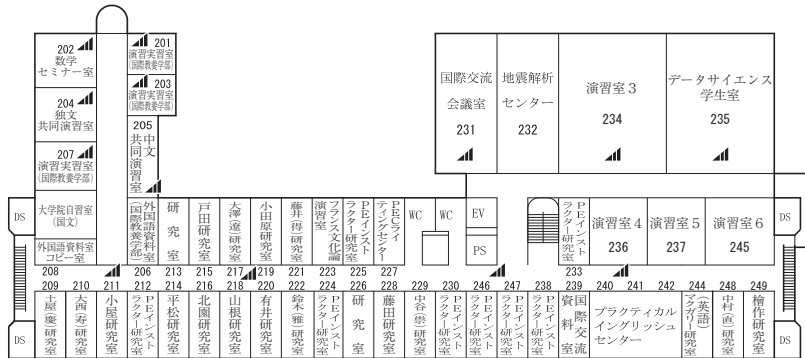 202
数学
セミナー室
201
演習実習室
(国際教養学部)
203
演習実習室
(国際教養学部)
204
独文
共同演習室
205
中文
共同演習室
207
演習実習室
(国際教養学部)
国際交流
会議室
231
地震解析
センター
232
演習室3
234
データサイエンス
学生室
235
DS
大学院自習室
(国文)
外国語資料室
コピー室
外国語資料室
(国際教養学部)
研究室
戸田研究室
大澤(遼)研究室
小田原研究室
藤井(得)研究室
フランス文化論
演習室
PEインスト
ラクター研究室
PECライ
ティングセンター
WC
WC
EV
PS
PEインスト
ラクター研究室
演習室4
236
演習室5
237
演習室6
245
DS
208
206
213
215
217
219
221
223
225
227
233
209
210
211
212
214
216
218
220
222
224
226
228
229
230
246
247
238
239
240
241
242
244
248
249
DS
土屋(慶)研究室
大西(寿)研究室
小屋研究室
PEインスト
ラクター研究室
平松研究室
北園研究室
山根研究室
有井研究室
鈴木(雅)研究室
PEインスト
ラクター研究室
研究室
藤田研究室
中谷(崇)研究室
PEインスト
ラクター研究室
PEインスト
ラクター研究室
PEインスト
ラクター研究室
PEインスト
ラクター研究室
国際交流
資料室
プラクティカル
イングリッシュ
センター
(英語)
マクガリー研究室
中村(直)研究室
檜作研究室
DS